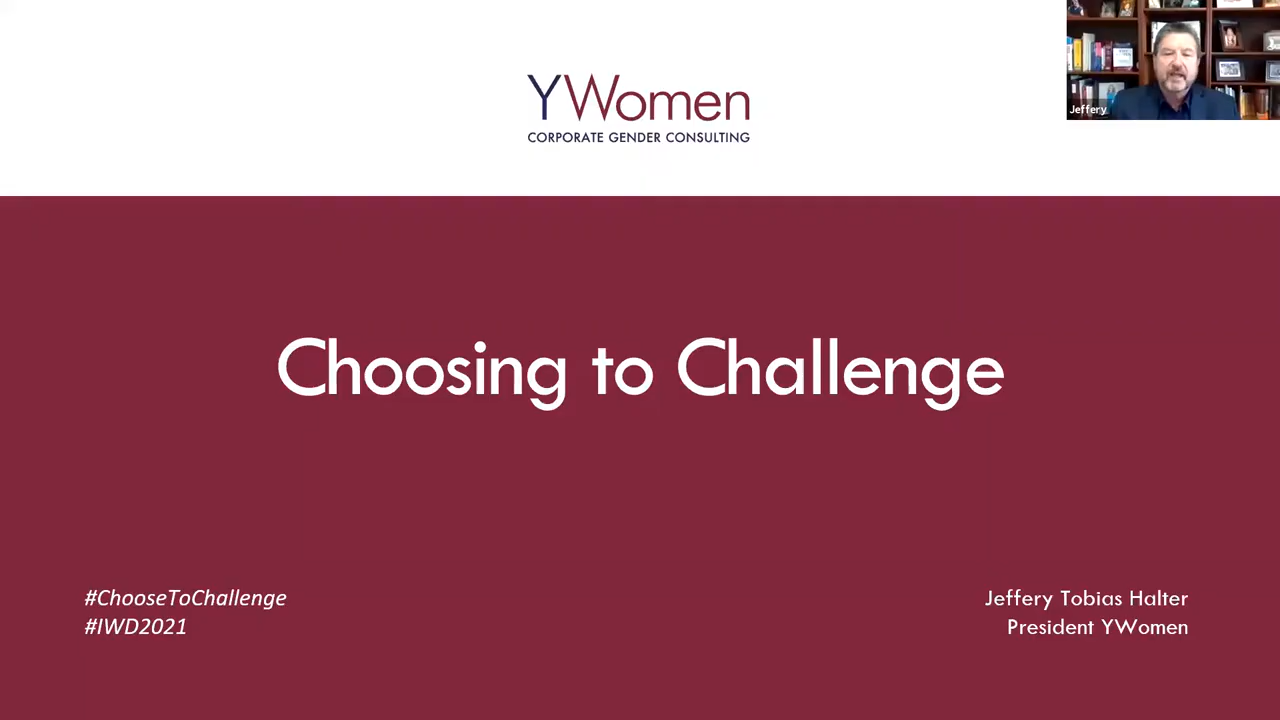 YWomen
CORPORATE GENDER CONSULTING
Jeffery
Choosing to Challenge
#ChooseToChallenge
#IWD2021
Jeffery Tobias Halter
President YWomen